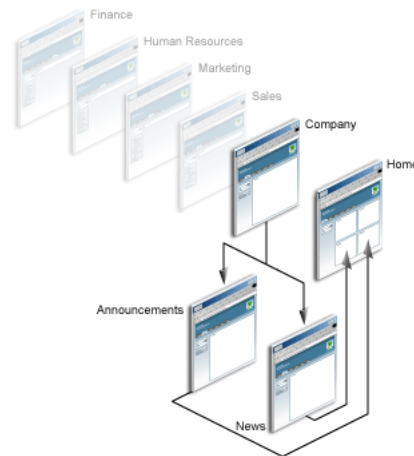 Finance
Human Resources
Marketing
Sales
Company
Home
Announcements
News